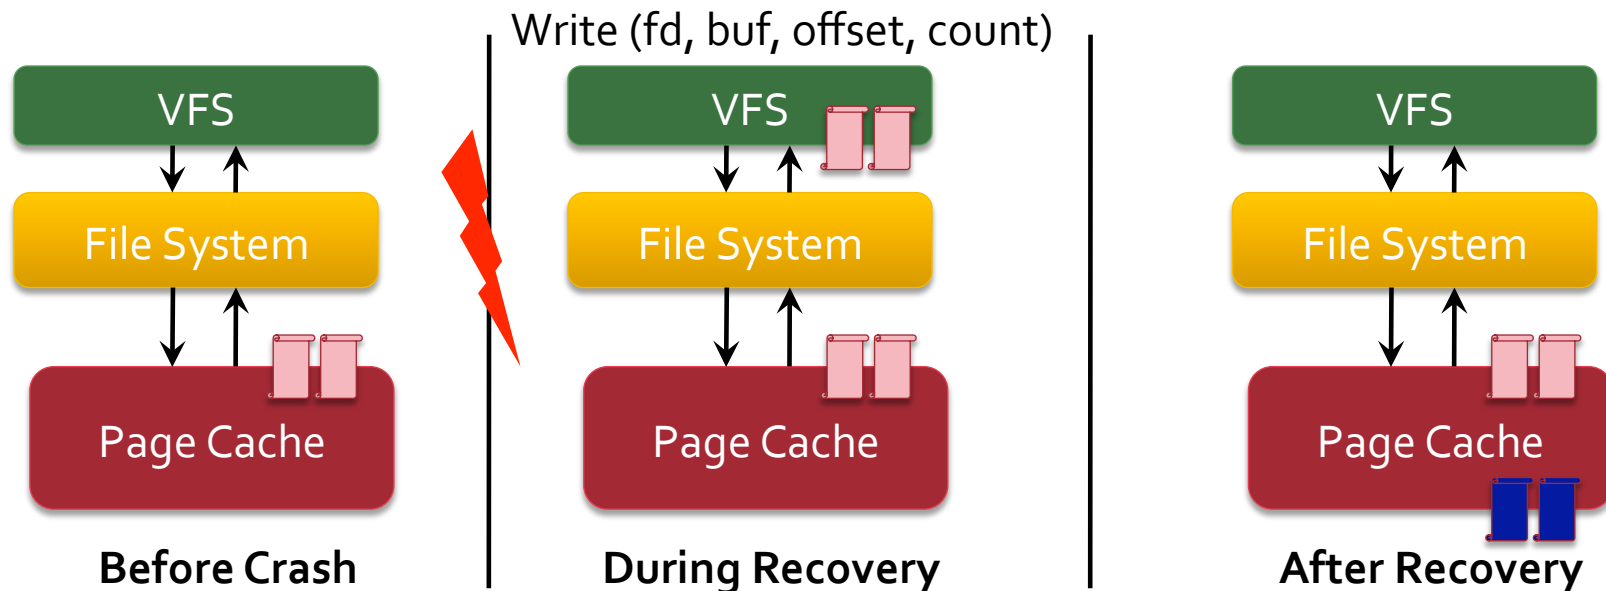 Write (fd, buf, offset, count)
VFS
File System
Page Cache
Before Crash
VFS
File System
Page Cache
During Recovery
VFS
File System
Page Cache
After Recovery